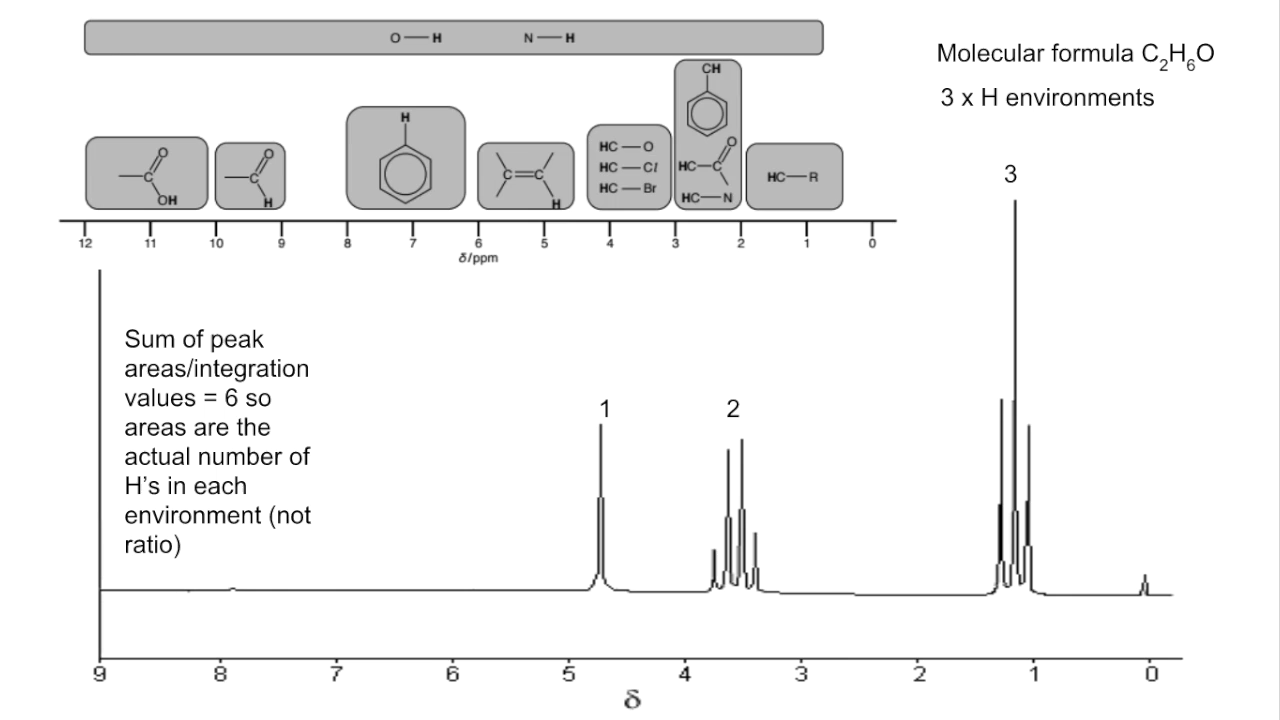 O—H N—H
Molecular formula C₂H₆O
3 x H environments
CH
H
O
C
OH
O
C
H
C=C
H
HC—O
HC—Cl
HC—Br
O
HC—C
HC—N
HC—R
12 11 10 9 8 7 6 5 4 3 2 1 0
δ/ppm
3
Sum of peak
areas/integration
values = 6 so
areas are the
actual number of
H’s in each
environment (not
ratio)
1 2
9 8 7 6 5 4 3 2 1 0
δ